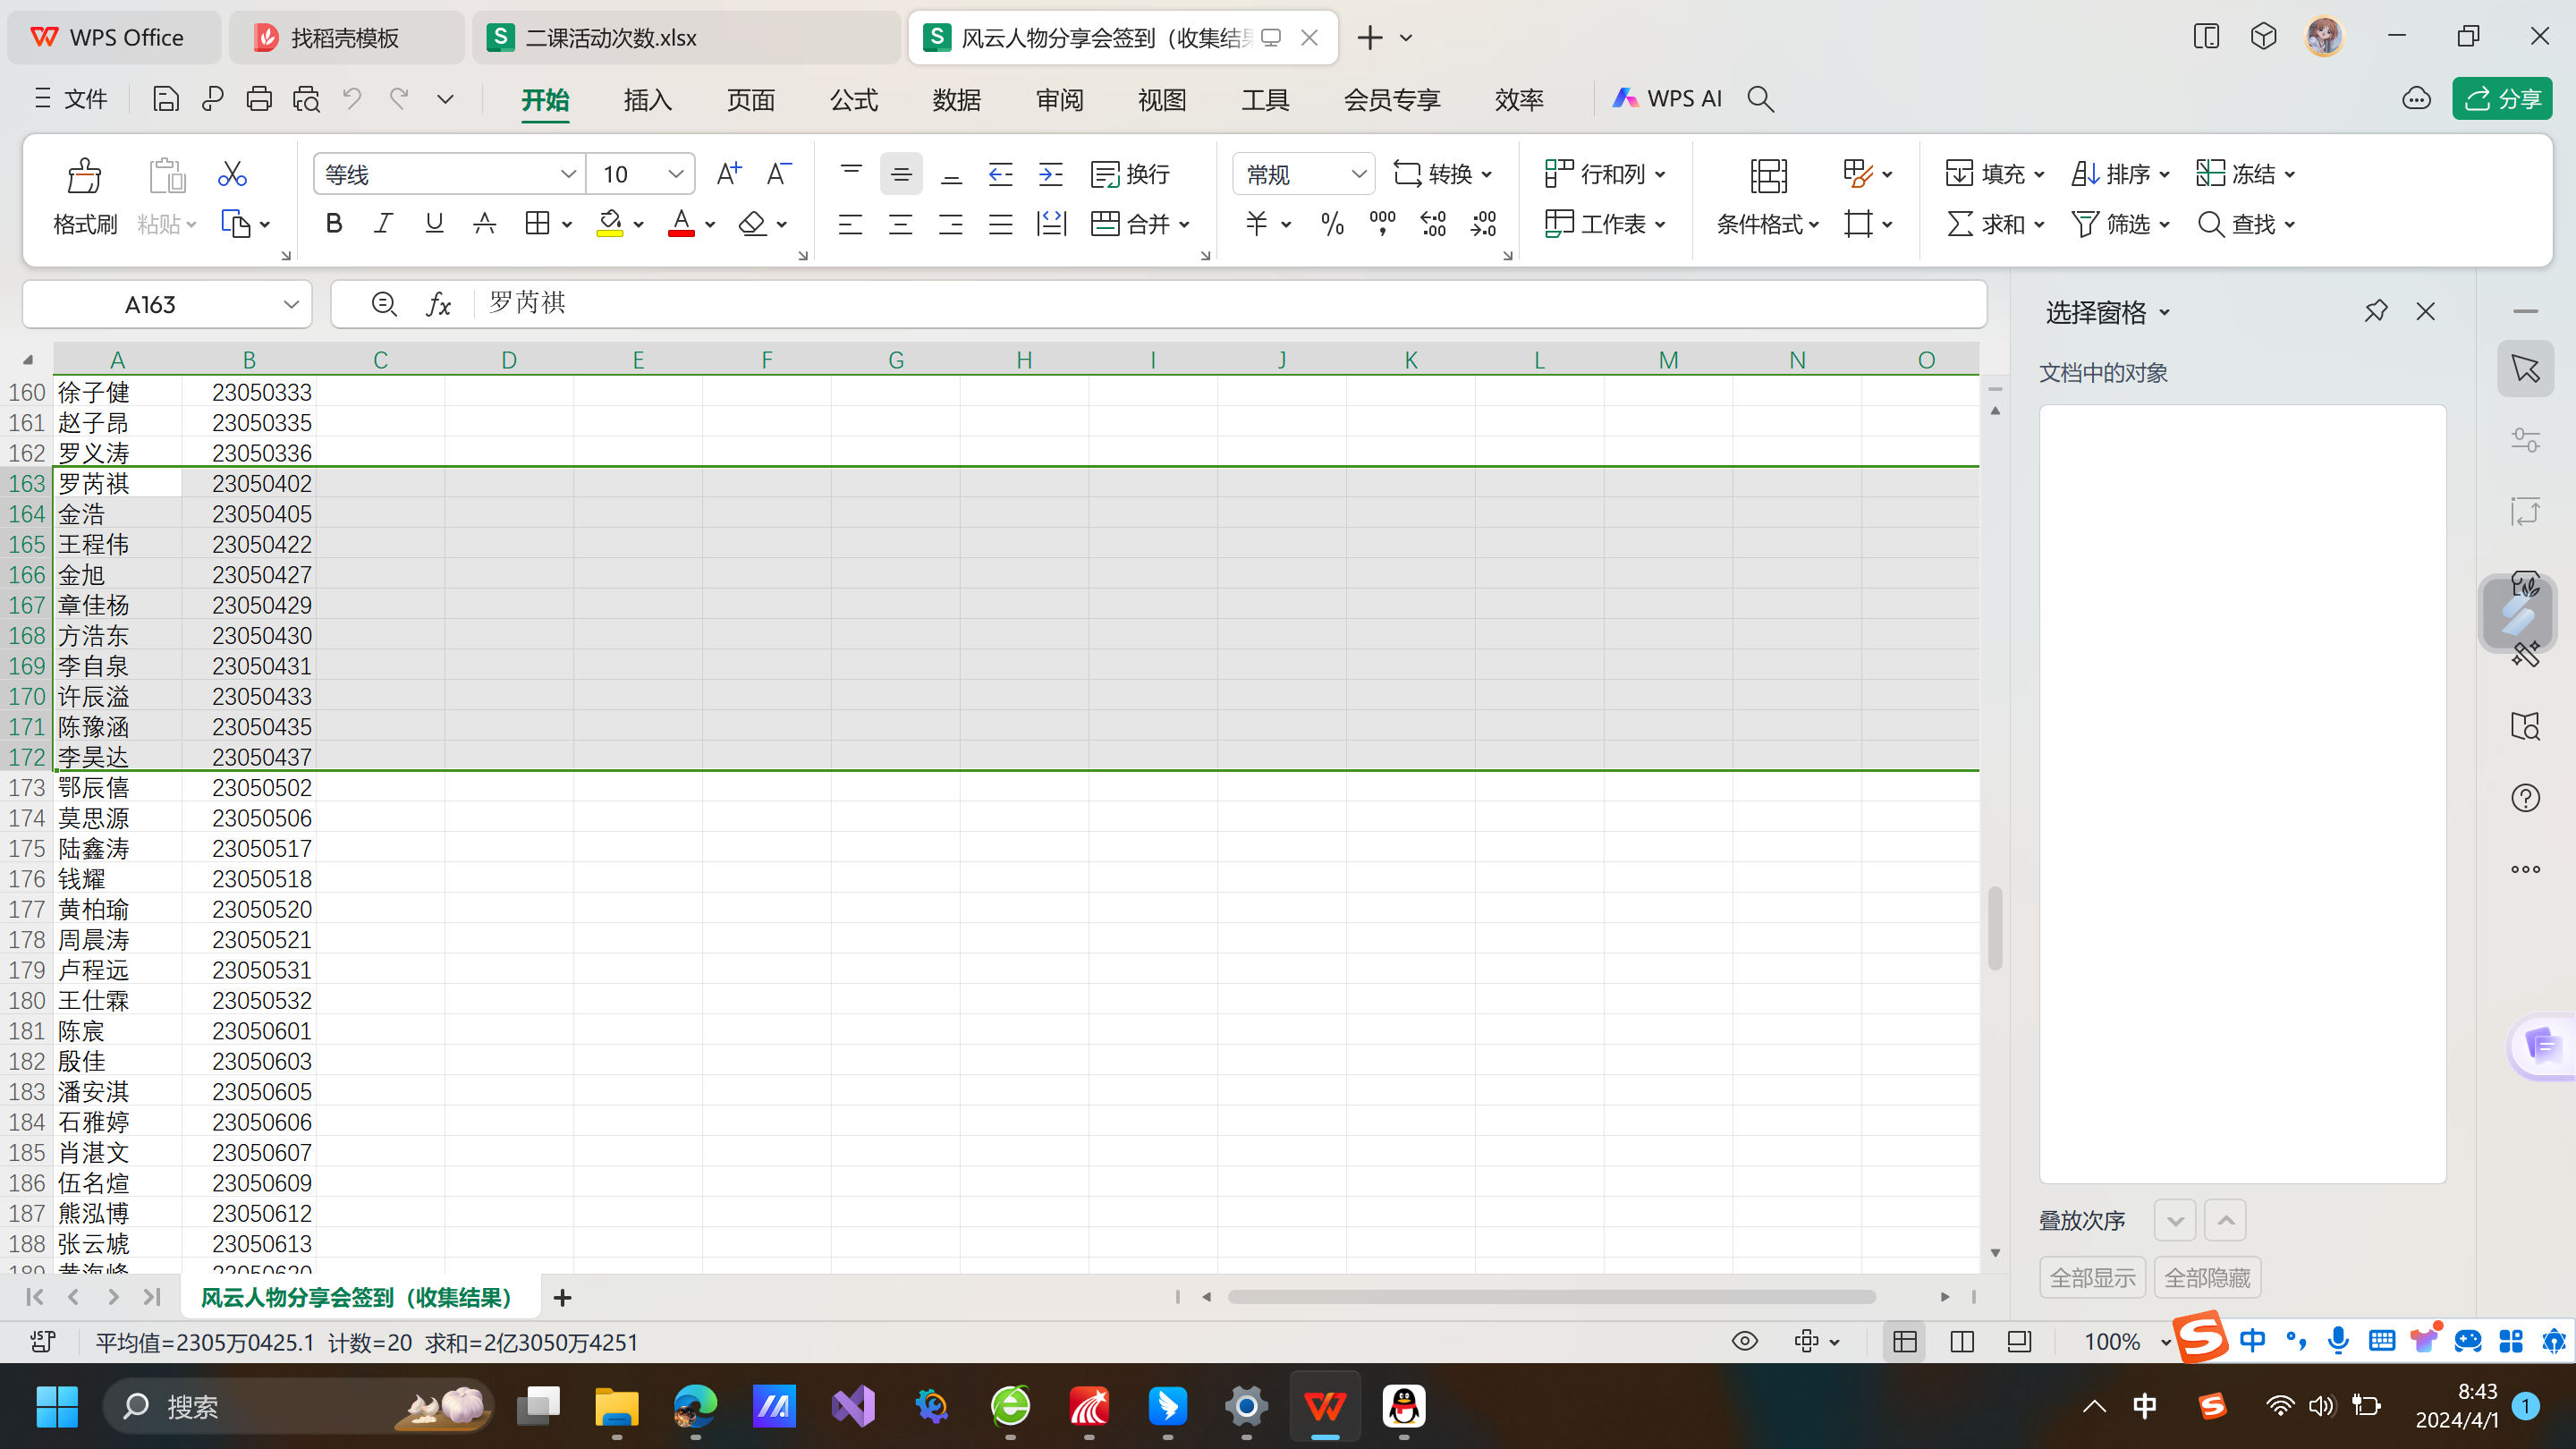 WPS Office 找稻壳模板 二课活动次数.xlsx 风云人物分享会签到（收集结果
文件 开始 插入 页面 公式 数据 审阅 视图 工具 会员专享 效率 WPS AI 分享
等线 10 换行 常规 转换 行和列 填充 排序 冻结
格式刷 粘贴 合并 工作表 条件格式 求和 筛选 查找
A163 罗芮祺 选择窗格
A B C D E F G H I J K L M N O
文档中的对象
160 徐子健 23050333
161 赵子昂 23050335
162 罗义涛 23050336
163 罗芮祺 23050402
164 金浩 23050405
165 王程伟 23050422
166 金旭 23050427
167 章佳杨 23050429
168 方浩东 23050430
169 李自泉 23050431
170 许辰溢 23050433
171 陈豫涵 23050435
172 李昊达 23050437
173 鄂辰僖 23050502
174 莫思源 23050506
175 陆鑫涛 23050517
176 钱耀 23050518
177 黄柏瑜 23050520
178 周晨涛 23050521
179 卢程远 23050531
180 王仕霖 23050532
181 陈宸 23050601
182 殷佳 23050603
183 潘安淇 23050605
184 石雅婷 23050606
185 肖湛文 23050607
186 伍名煊 23050609
187 熊泓博 23050612
188 张云虓 23050613
叠放次序
全部显示 全部隐藏
风云人物分享会签到（收集结果）
平均值=2305万0425.1 计数=20 求和=2亿3050万4251 100% 中
搜索 中 8:43
2024/4/1 1